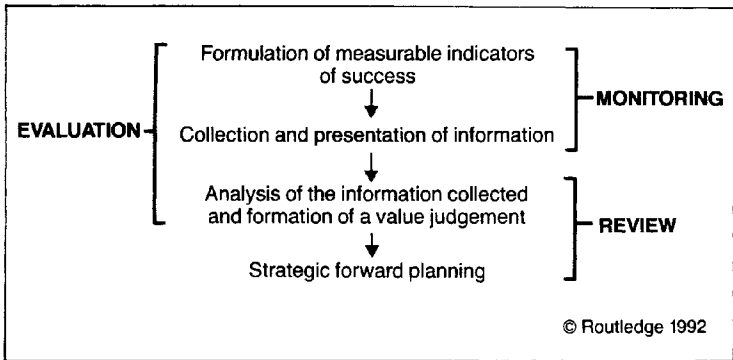 Formulation of measurable indicators
of success
MONITORING
EVALUATION
Collection and presentation of information
Analysis of the information collected
and formation of a value judgement
REVIEW
Strategic forward planning
© Routledge 1992